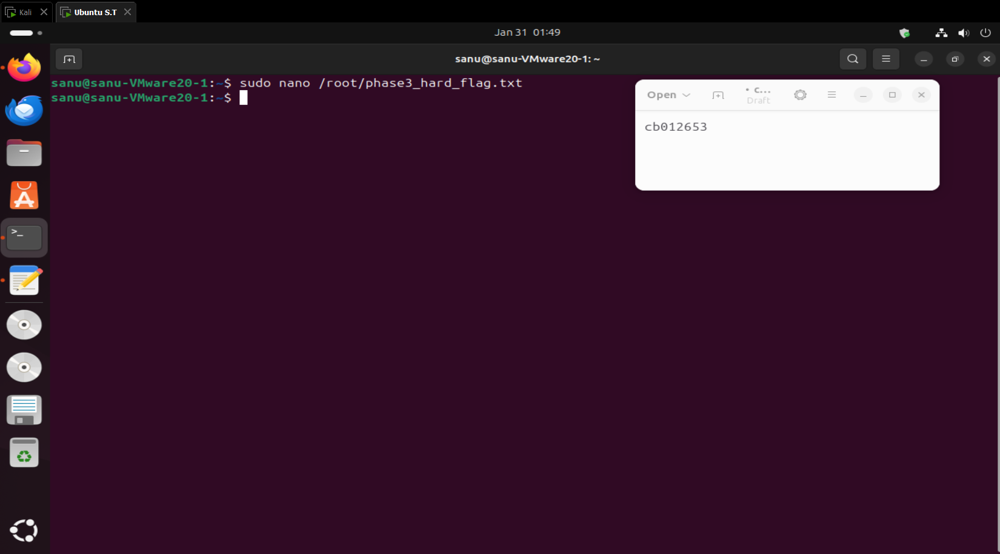 Kali
Ubuntu S.T
Jan 31 01:49
sanu@sanu-VMware20-1: ~
sanu@sanu-VMware20-1:~$ sudo nano /root/phase3_hard_flag.txt
sanu@sanu-VMware20-1:~$
Open
• c...
Draft
cb012653